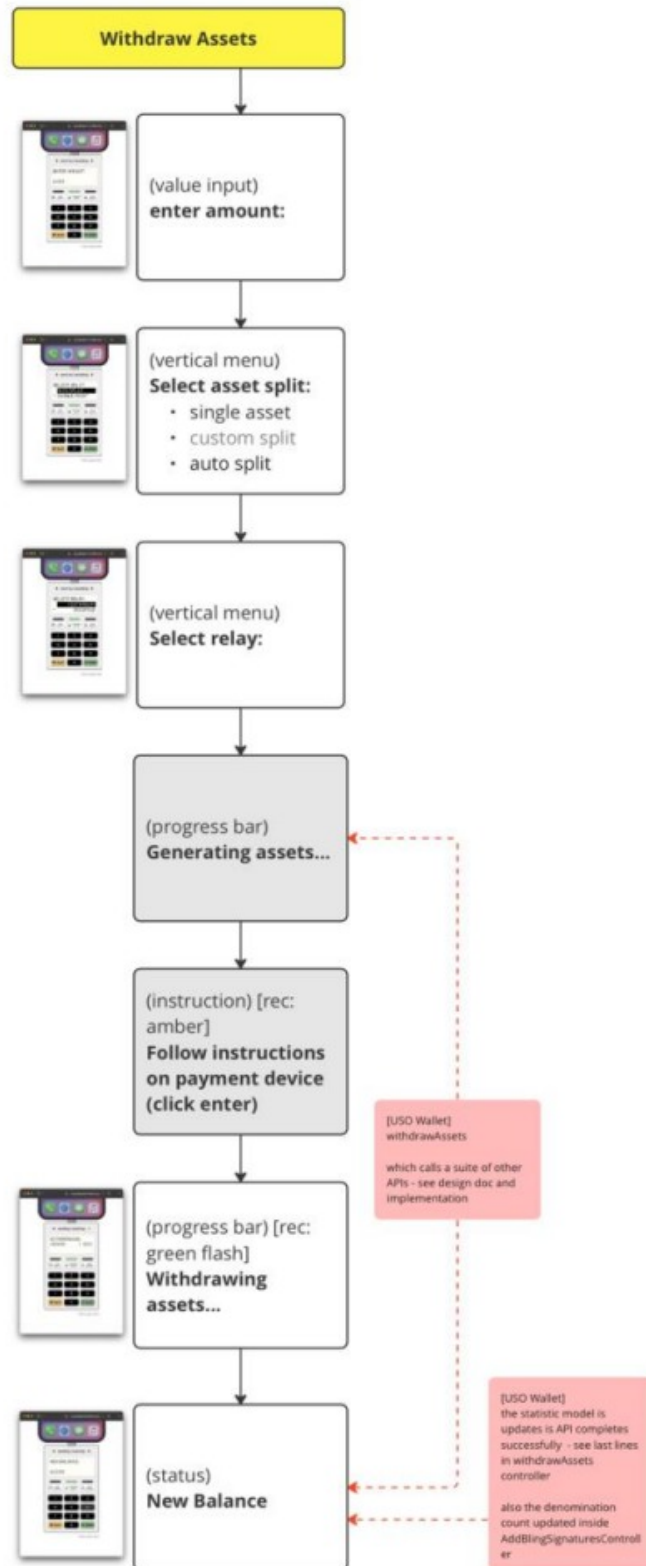 Withdraw Assets
(value input)
enter amount:
(vertical menu)
Select asset split:
• single asset
• custom split
• auto split
(vertical menu)
Select relay:
(progress bar)
Generating assets...
(instruction) [rec:
amber]
Follow instructions
on payment device
(click enter)
[USO Wallet]
withdrawAssets
which calls a suite of other
APIs - see design doc and
implementation
(progress bar) [rec:
green flash]
Withdrawing
assets...
(status)
New Balance
[USO Wallet]
the statistic model is
updates is API completes
successfully - see last lines
in withdrawAssets
controller
also the denomination
count updated inside
AddBlingSignaturesControll
er